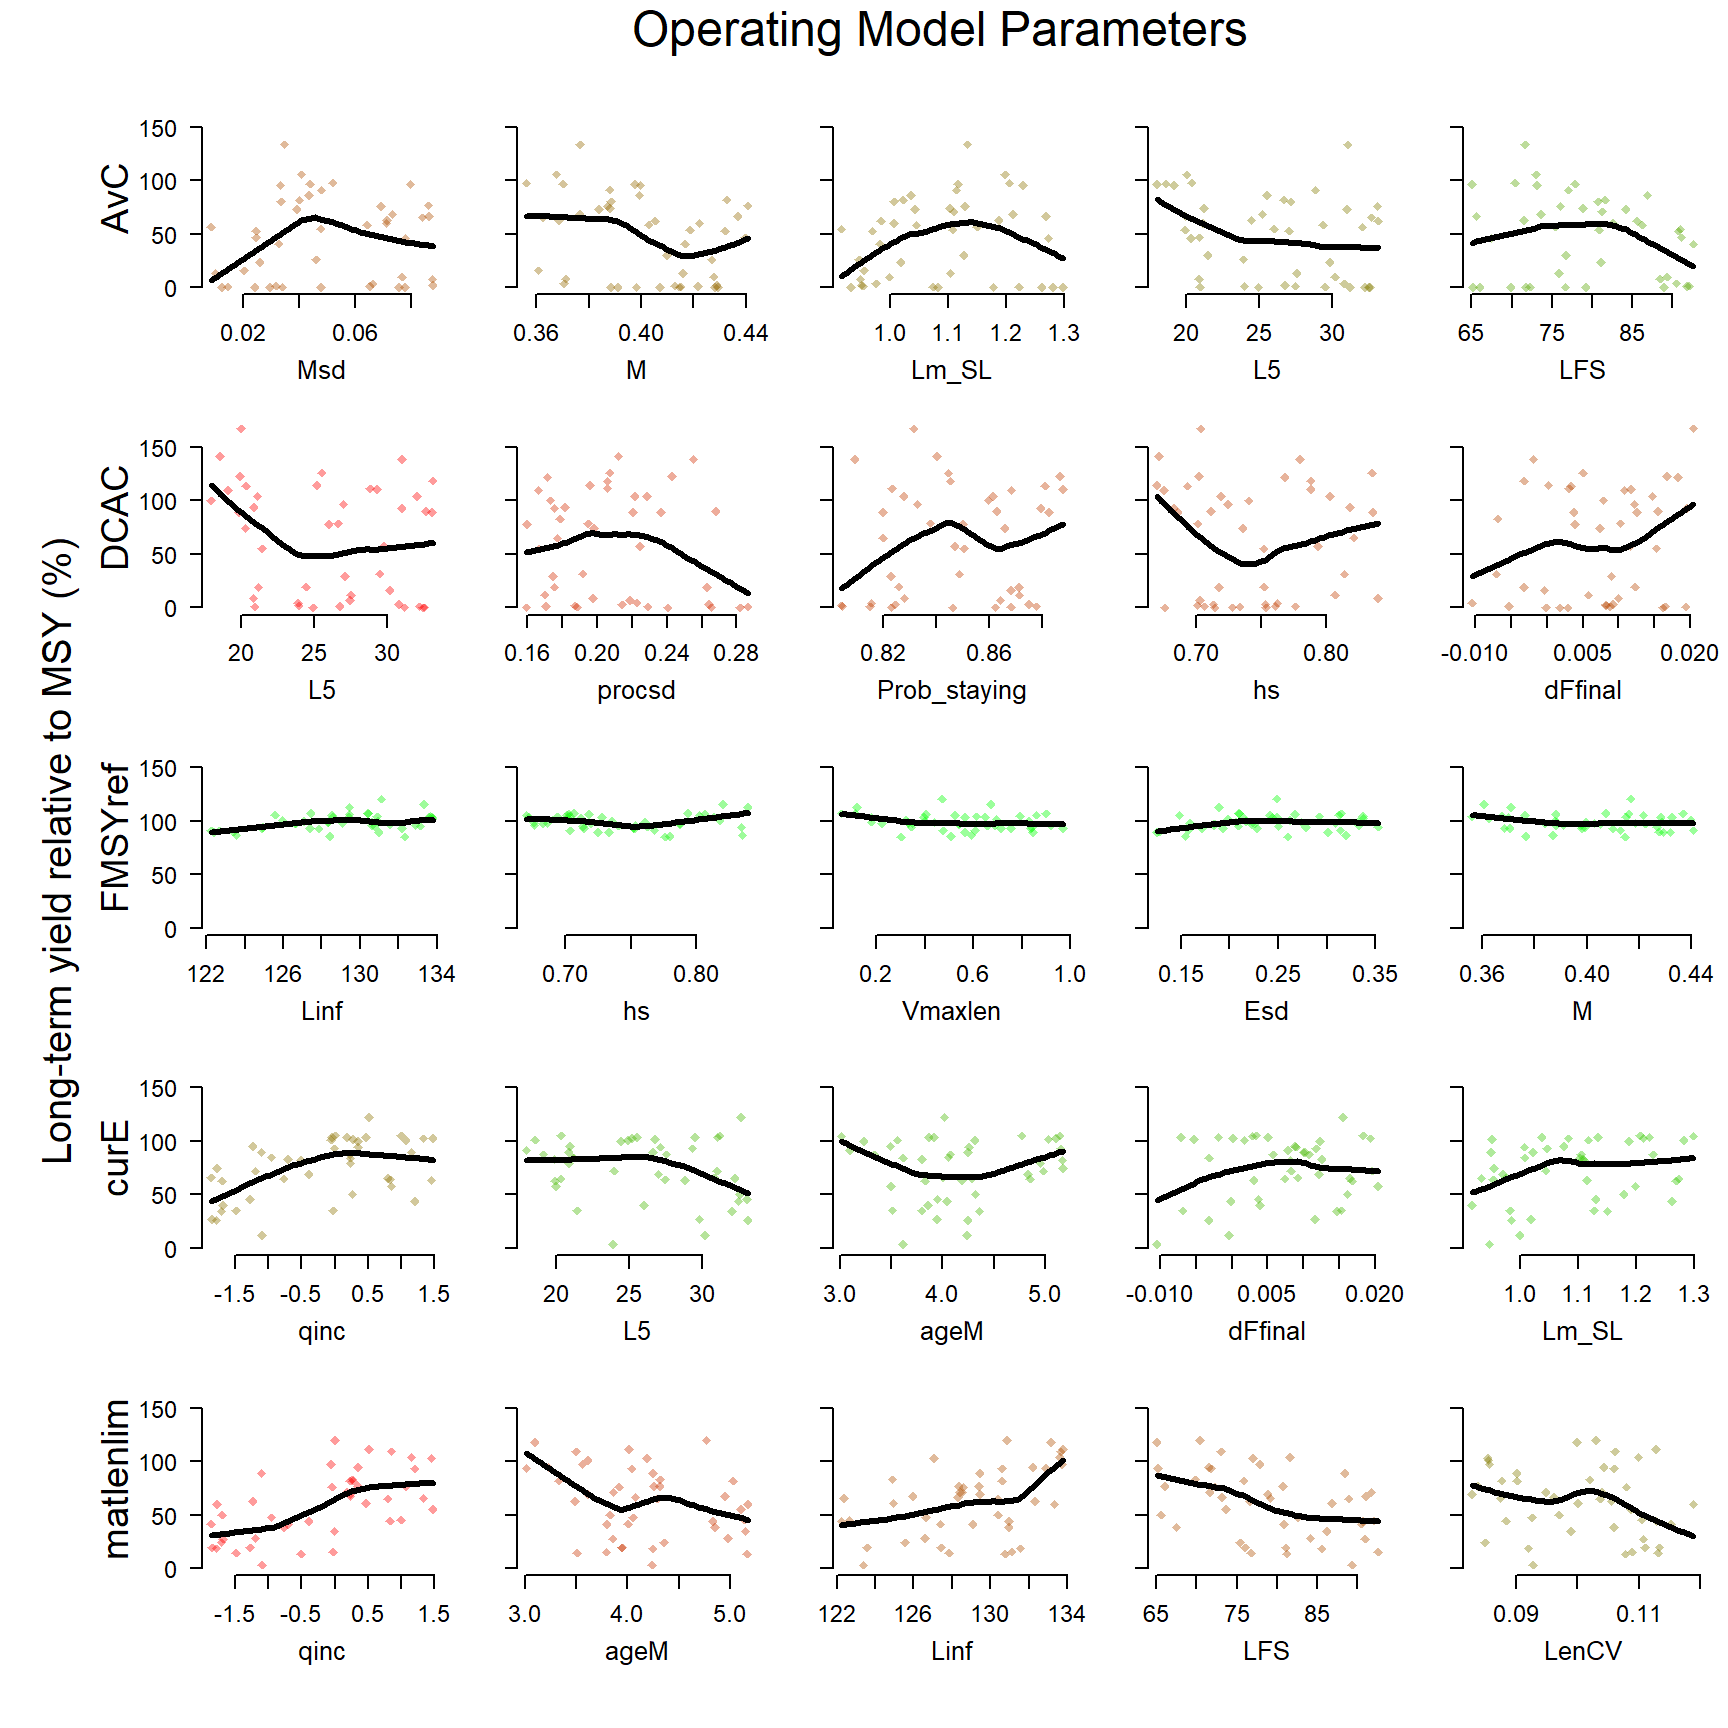 Operating Model Parameters
Long-term yield relative to MSY (%)
AvC
150
100
50
0
0.02 0.06
Msd
0.36 0.40 0.44
M
1.0 1.1 1.2 1.3
Lm_SL
20 25 30
L5
65 75 85
LFS
DCAC
150
100
50
0
20 25 30
L5
0.16 0.20 0.24 0.28
procsd
0.82 0.86
Prob_staying
0.70 0.80
hs
-0.010 0.005 0.020
dFfinal
FMSYref
150
100
50
0
122 126 130 134
Linf
0.70 0.80
hs
0.2 0.6 1.0
Vmaxlen
0.15 0.25 0.35
Esd
0.36 0.40 0.44
M
curE
150
100
50
0
-1.5 -0.5 0.5 1.5
qinc
20 25 30
L5
3.0 4.0 5.0
ageM
-0.010 0.005 0.020
dFfinal
1.0 1.1 1.2 1.3
Lm_SL
matlenlim
150
100
50
0
-1.5 -0.5 0.5 1.5
qinc
3.0 4.0 5.0
ageM
122 126 130 134
Linf
65 75 85
LFS
0.09 0.11
LenCV